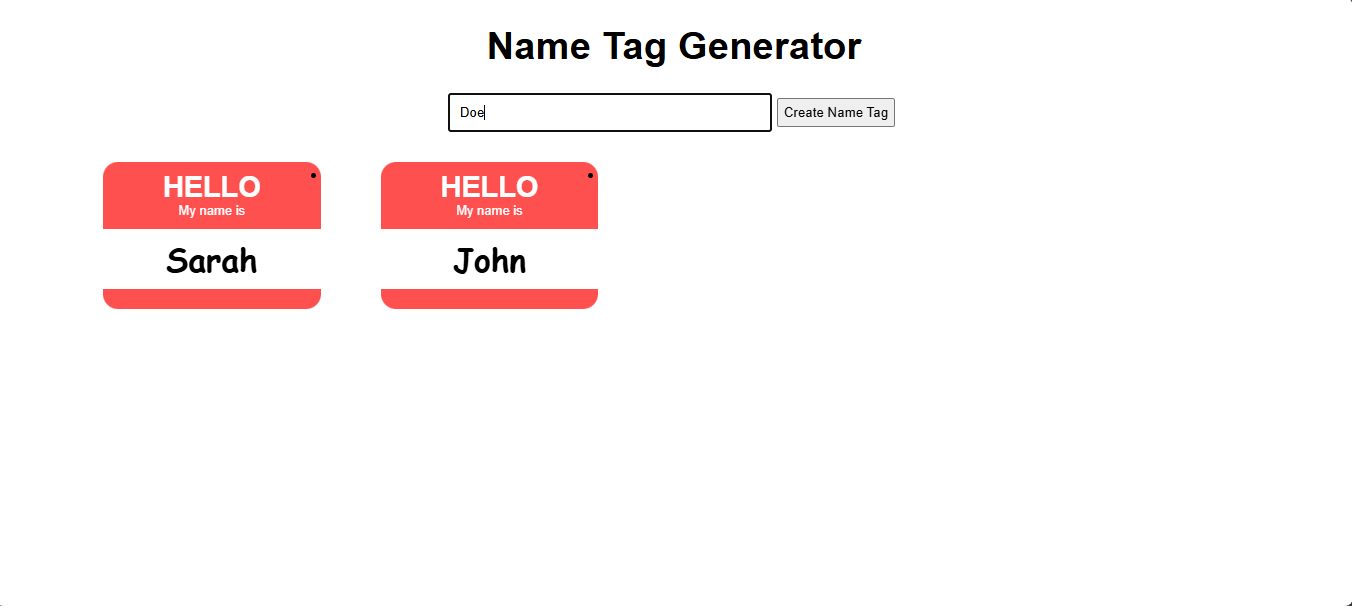 Name Tag Generator
Doe
Create Name Tag
HELLO
My name is
Sarah
HELLO
My name is
John